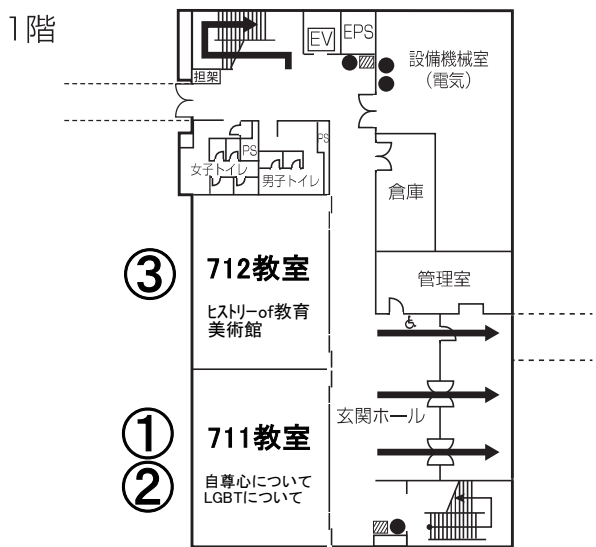 1階
EV
EPS
設備機械室
(電気)
担架
PS
PS
女子トイレ
男子トイレ
倉庫
③
712教室
ヒストリーof教育
美術館
管理室
玄関ホール
①
②
711教室
自尊心について
LGBTについて